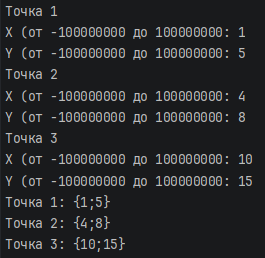 Точка 1
X (от -100000000 до 100000000: 1
Y (от -100000000 до 100000000: 5
Точка 2
X (от -100000000 до 100000000: 4
Y (от -100000000 до 100000000: 8
Точка 3
X (от -100000000 до 100000000: 10
Y (от -100000000 до 100000000: 15
Точка 1: {1;5}
Точка 2: {4;8}
Точка 3: {10;15}